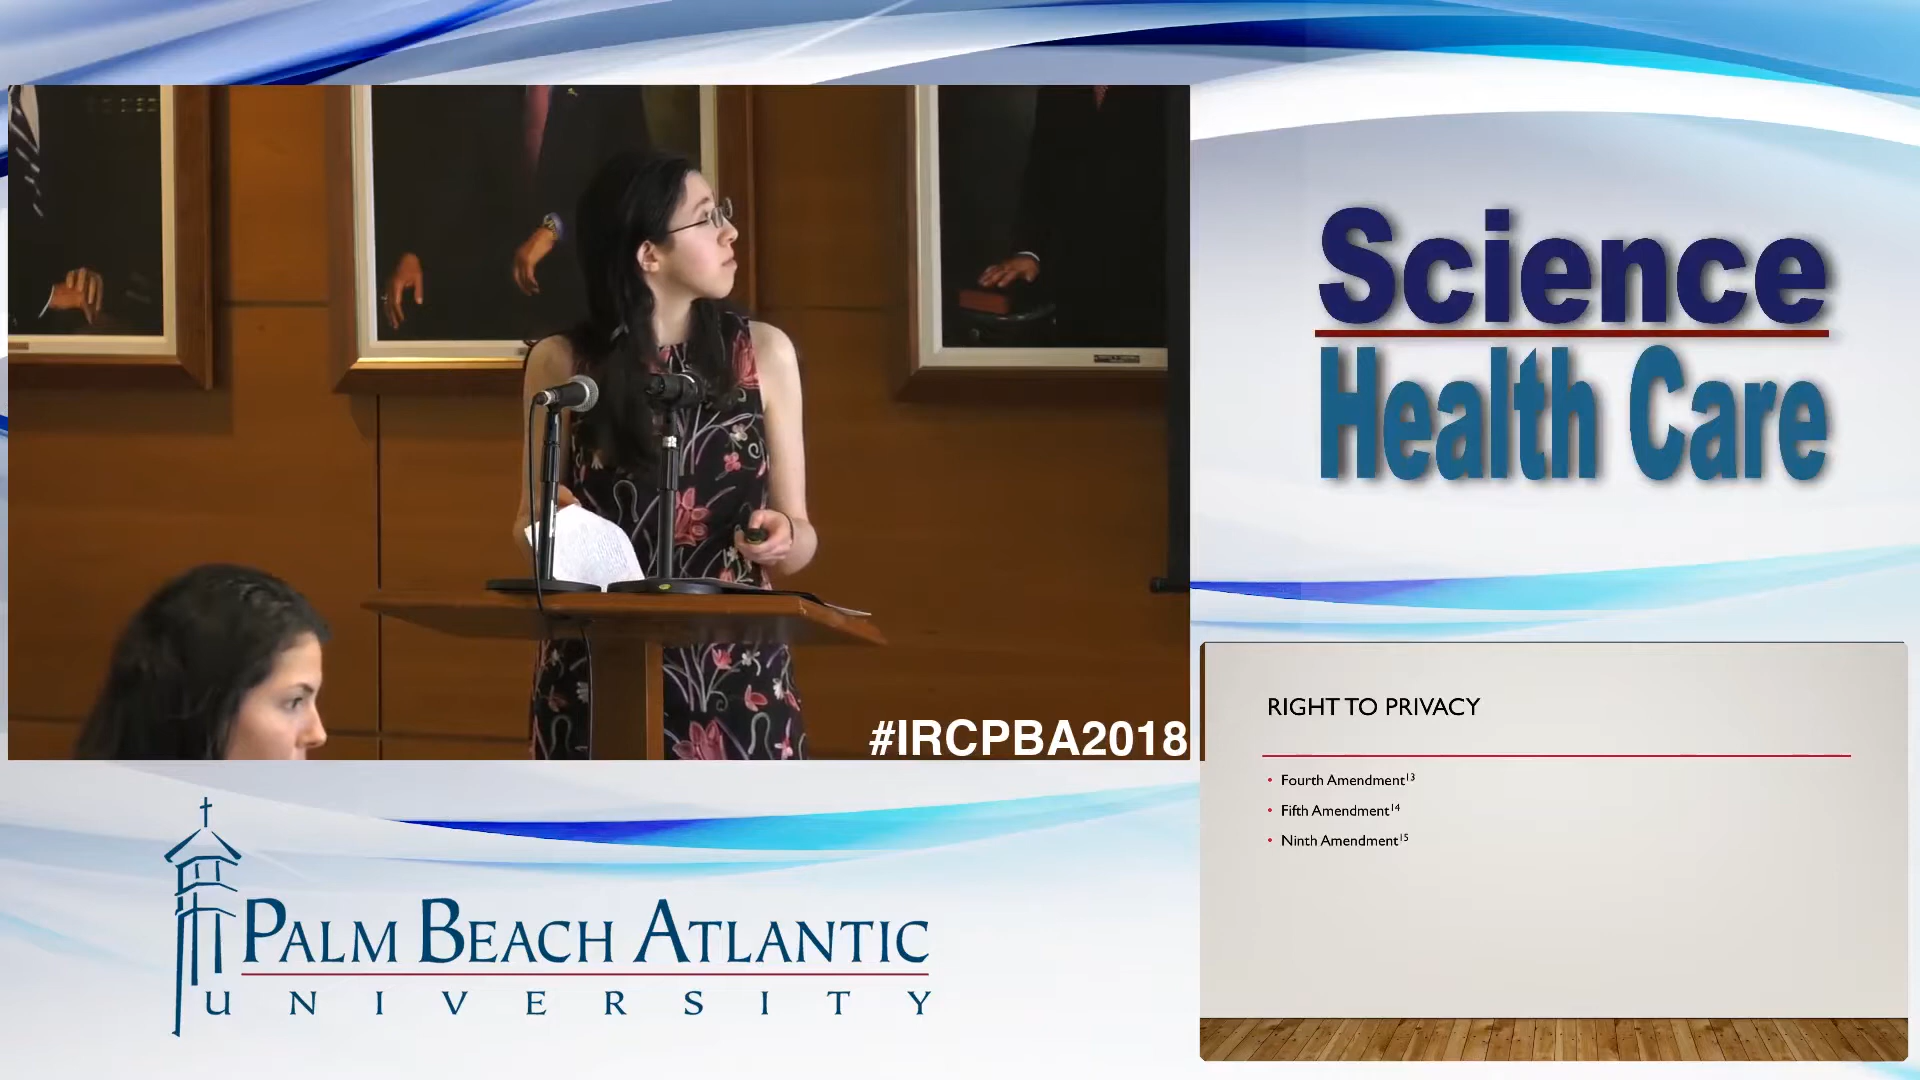 Science
Health Care
#IRCPBA2018
RIGHT TO PRIVACY
• Fourth Amendment13
• Fifth Amendment14
• Ninth Amendment15
PALM BEACH ATLANTIC
UNIVERSITY